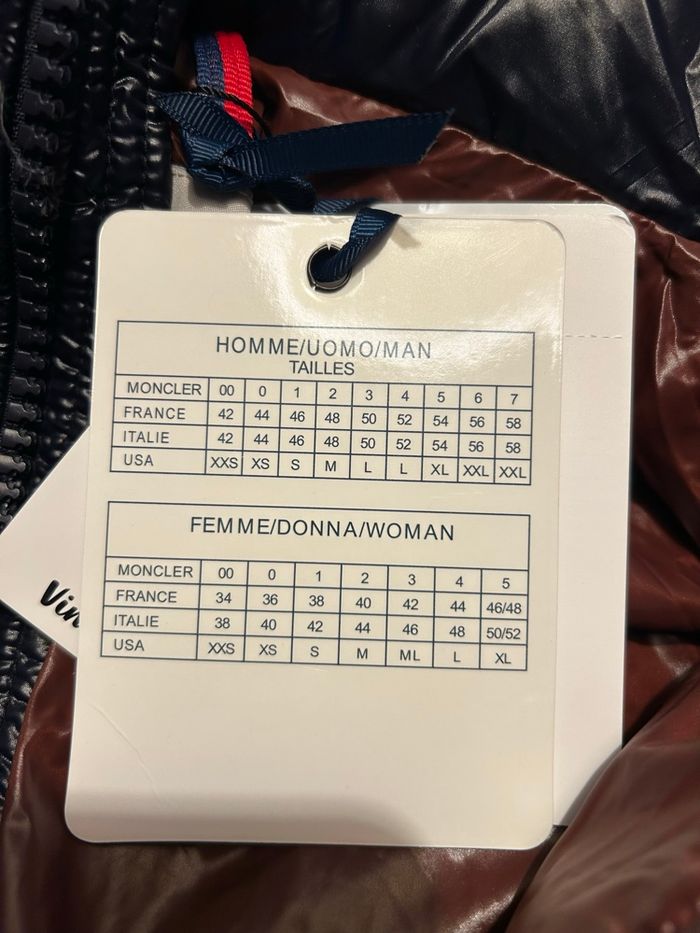 HOMME/UOMO/MAN
TAILLES
MONCLER 00 0 1 2 3 4 5 6 7
FRANCE 42 44 46 48 50 52 54 56 58
ITALIE 42 44 46 48 50 52 54 56 58
USA XXS XS S M L L XL XXL XXL
FEMME/DONNA/WOMAN
MONCLER 00 0 1 2 3 4 5
FRANCE 34 36 38 40 42 44 46/48
ITALIE 38 40 42 44 46 48 50/52
USA XXS XS S M ML L XL